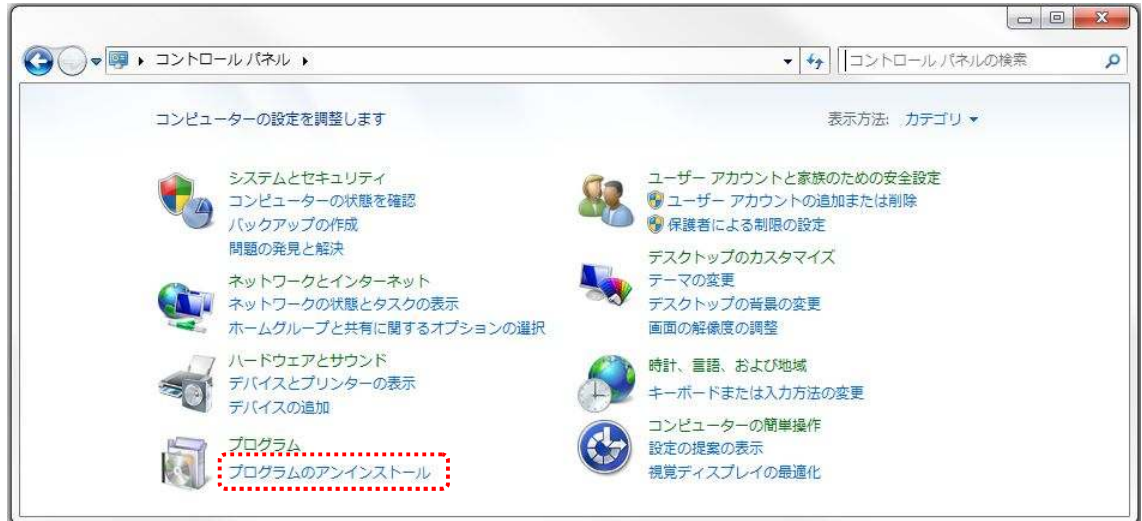 コントロール パネル
コントロール パネルの検索
コンピューターの設定を調整します
表示方法: カテゴリ
システムとセキュリティ
コンピューターの状態を確認
バックアップの作成
問題の発見と解決
ネットワークとインターネット
ネットワークの状態とタスクの表示
ホームグループと共有に関するオプションの選択
ハードウェアとサウンド
デバイスとプリンターの表示
デバイスの追加
プログラム
プログラムのアンインストール
ユーザー アカウントと家族のための安全設定
ユーザー アカウントの追加または削除
保護者による制限の設定
デスクトップのカスタマイズ
テーマの変更
デスクトップの背景の変更
画面の解像度の調整
時計、言語、および地域
キーボードまたは入力方法の変更
コンピューターの簡単操作
設定の提案の表示
視覚ディスプレイの最適化